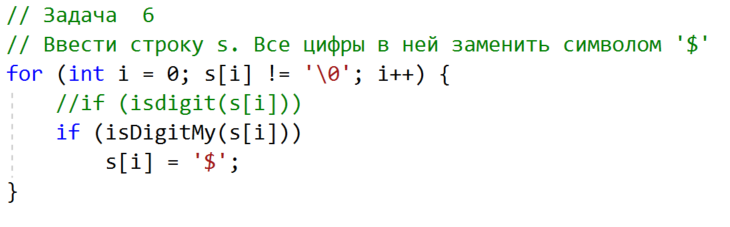 // Задача  6
// Ввести строку s. Все цифры в ней заменить символом '$'
for (int i = 0; s[i] != '\0'; i++) {
    //if (isdigit(s[i]))
    if (isDigitMy(s[i]))
        s[i] = '$';
}